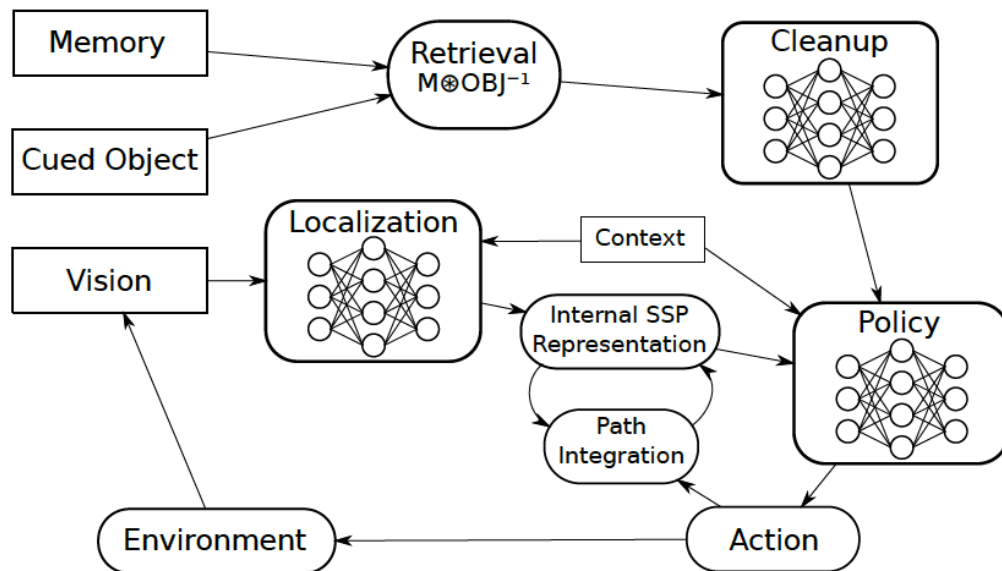 Memory
Retrieval
M⊛OBJ⁻¹
Cleanup
Cued Object
Localization
Context
Vision
Internal SSP
Representation
Policy
Path
Integration
Environment
Action